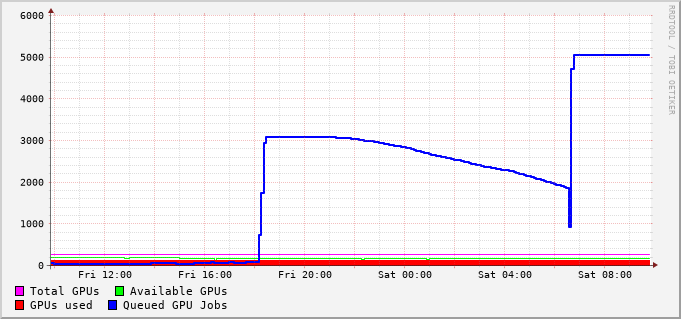 6000
5000
4000
3000
2000
1000
0
Fri 12:00 Fri 16:00 Fri 20:00 Sat 00:00 Sat 04:00 Sat 08:00
Total GPUs Available GPUs
GPUs used Queued GPU Jobs
RRDTOOL / TOBI OETIKER